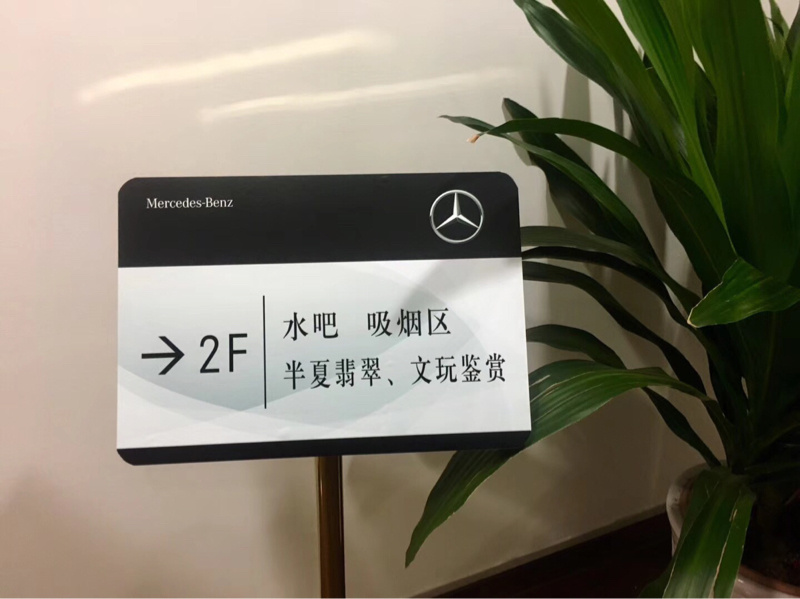 Mercedes-Benz
→ 2F
水吧 吸烟区
半夏翡翠、文玩鉴赏